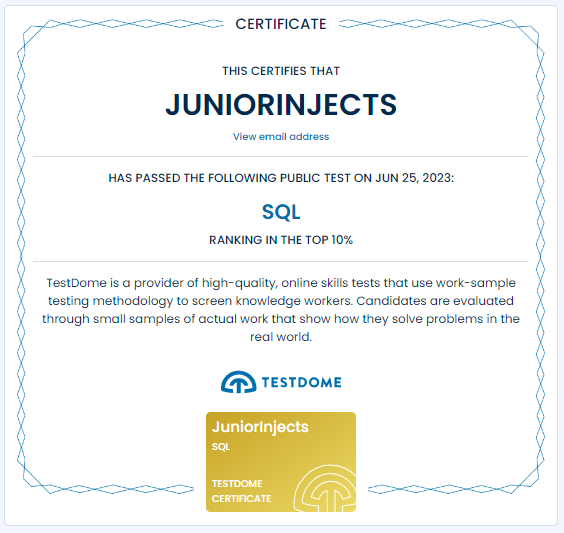 CERTIFICATE
THIS CERTIFIES THAT
JUNIORINJECTS
View email address
HAS PASSED THE FOLLOWING PUBLIC TEST ON JUN 25, 2023:
SQL
RANKING IN THE TOP 10%
TestDome is a provider of high-quality, online skills tests that use work-sample
testing methodology to screen knowledge workers. Candidates are evaluated
through small samples of actual work that show how they solve problems in the
real world.
TESTDOME
JuniorInjects
SQL
TESTDOME
CERTIFICATE